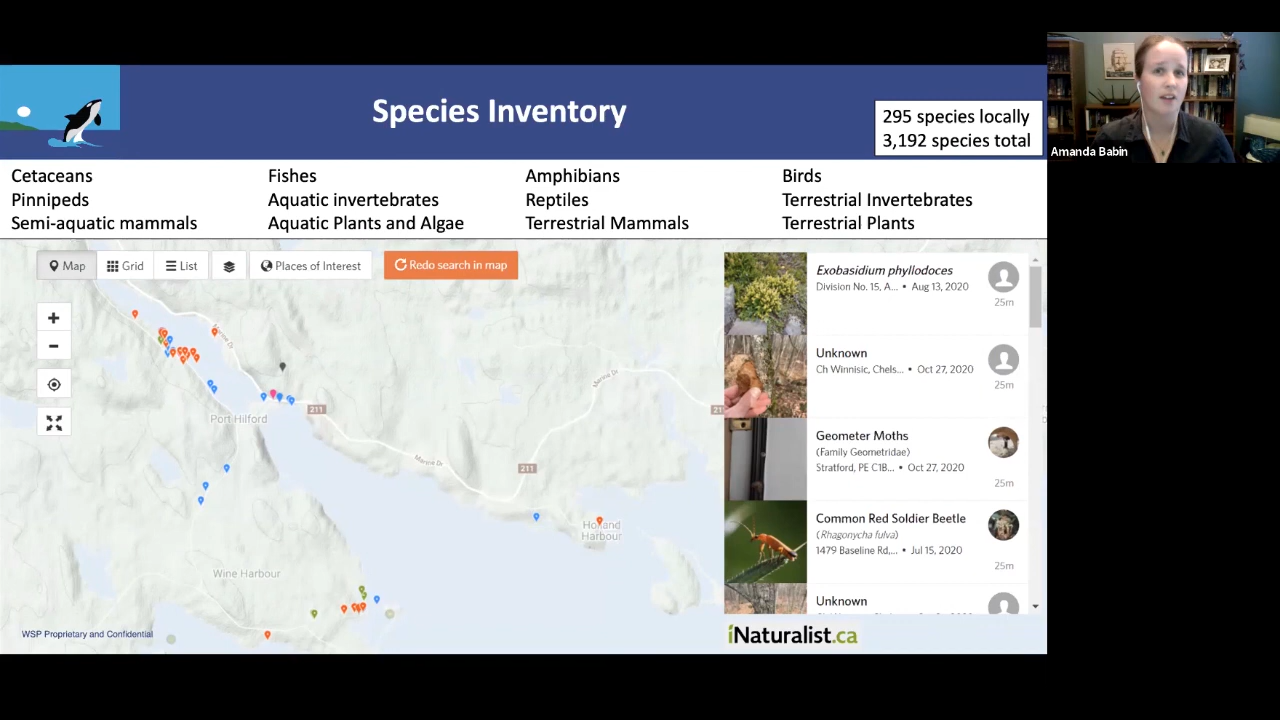 Species Inventory
295 species locally
3,192 species total
Amanda Babin
Cetaceans
Pinnipeds
Semi-aquatic mammals
Fishes
Aquatic invertebrates
Aquatic Plants and Algae
Amphibians
Reptiles
Terrestrial Mammals
Birds
Terrestrial Invertebrates
Terrestrial Plants
Map
Grid
List
Places of Interest
Redo search in map
+
−
Marine Dr
211
Port Hilford
Marine Dr
Marine Dr
211
21
Holland
Harbour
Wine Harbour
Exobasidium phyllodoces
Division No. 15, A... • Aug 13, 2020
25m
Unknown
Ch Winnisic, Chels... • Oct 27, 2020
25m
Geometer Moths
(Family Geometridae)
Stratford, PE C1B... • Oct 27, 2020
25m
Common Red Soldier Beetle
(Rhagonycha fulva)
1479 Baseline Rd,... • Jul 15, 2020
25m
Unknown
WSP Proprietary and Confidential
iNaturalist.ca